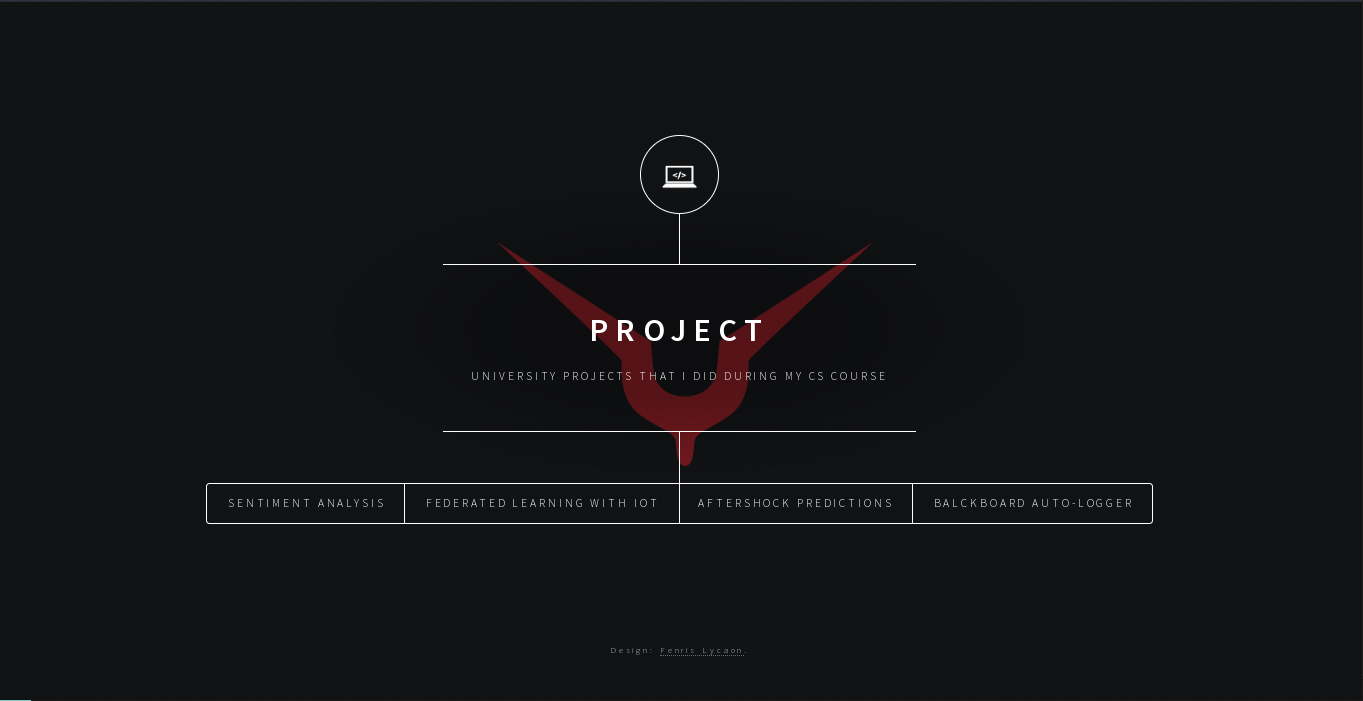 </>
PROJECT
UNIVERSITY PROJECTS THAT I DID DURING MY CS COURSE
SENTIMENT ANALYSIS FEDERATED LEARNING WITH IOT AFTERSHOCK PREDICTIONS BALCKBOARD AUTO-LOGGER
Design: Fenris Lycaon.